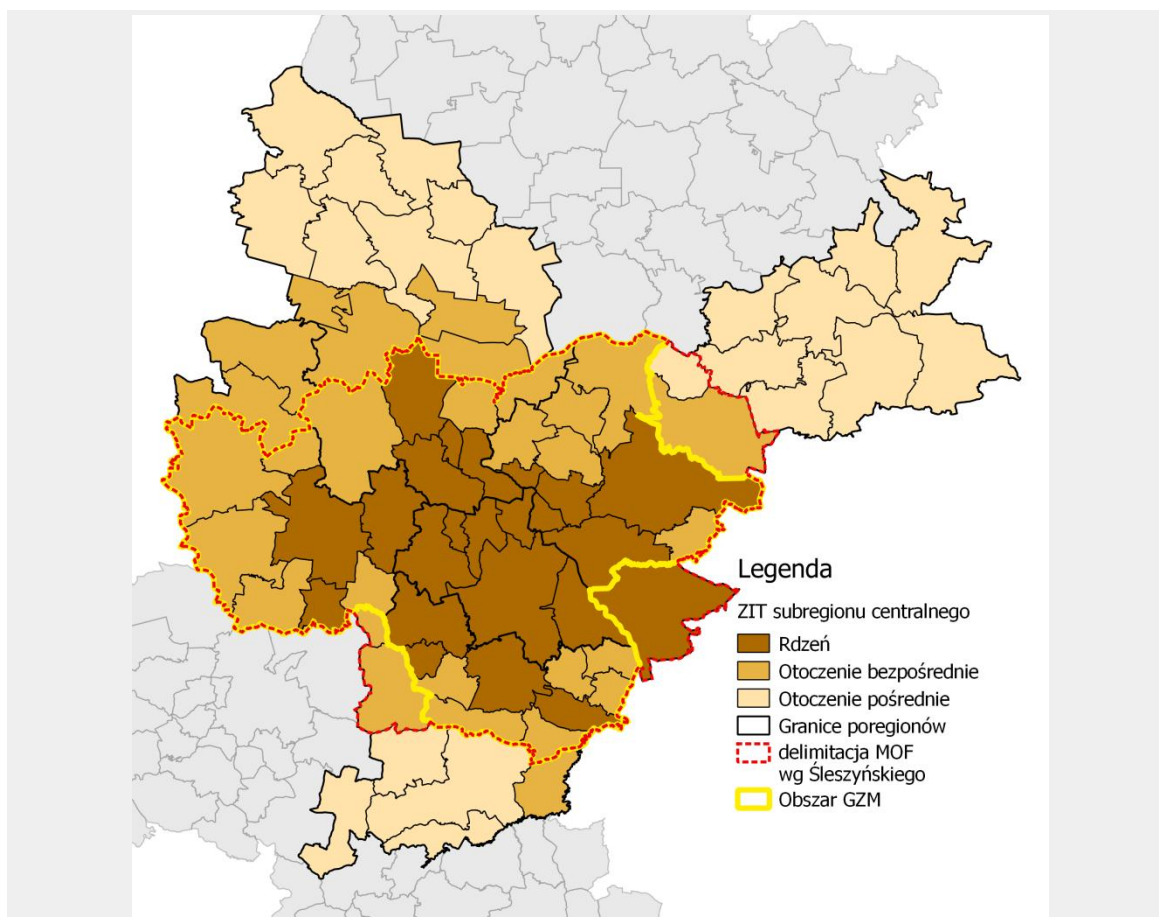 Legenda
ZIT subregionu centralnego
Rdzeń
Otoczenie bezpośrednie
Otoczenie pośrednie
Granice poregionów
delimitacja MOF
wg Śleszyńskiego
Obszar GZM